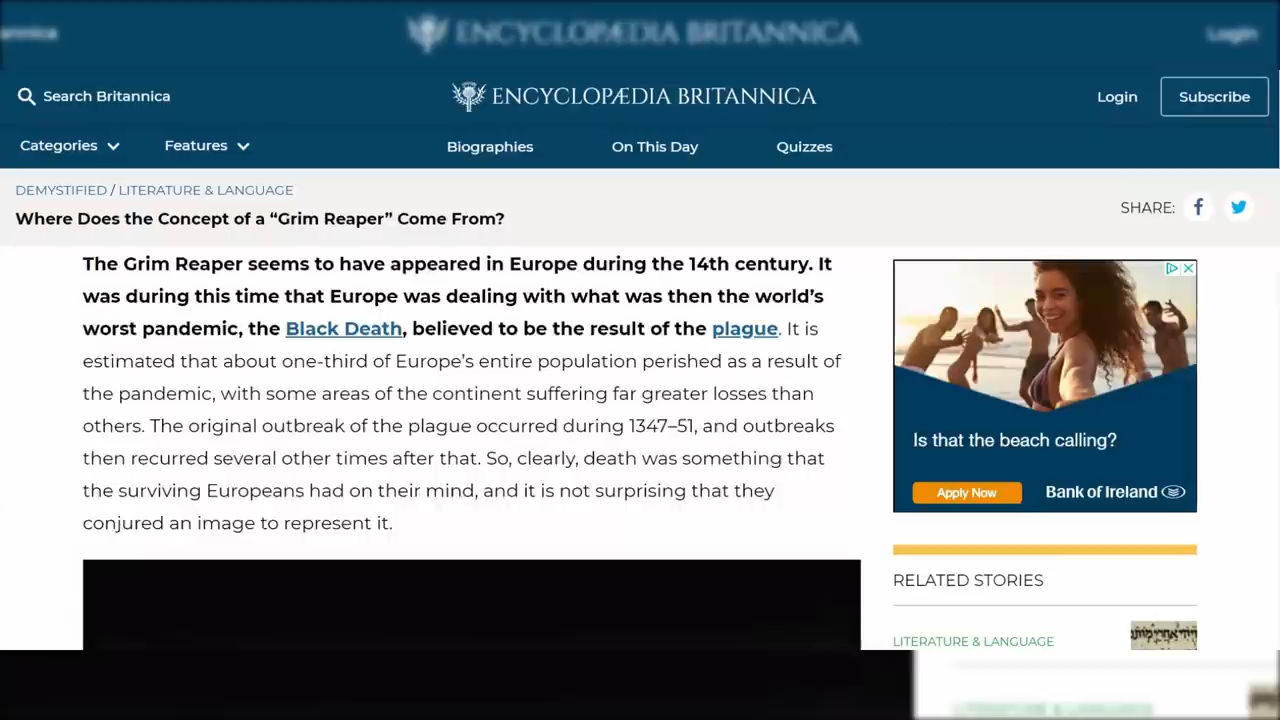 ENCYCLOPÆDIA BRITANNICA
Login
Search Britannica
ENCYCLOPÆDIA BRITANNICA
Login
Subscribe
Categories
Features
Biographies
On This Day
Quizzes
DEMYSTIFIED / LITERATURE & LANGUAGE
Where Does the Concept of a “Grim Reaper” Come From?
SHARE:
The Grim Reaper seems to have appeared in Europe during the 14th century. It
was during this time that Europe was dealing with what was then the world’s
worst pandemic, the Black Death, believed to be the result of the plague. It is
estimated that about one-third of Europe’s entire population perished as a result of
the pandemic, with some areas of the continent suffering far greater losses than
others. The original outbreak of the plague occurred during 1347–51, and outbreaks
then recurred several other times after that. So, clearly, death was something that
the surviving Europeans had on their mind, and it is not surprising that they
conjured an image to represent it.
Is that the beach calling?
Apply Now
Bank of Ireland
RELATED STORIES
LITERATURE & LANGUAGE